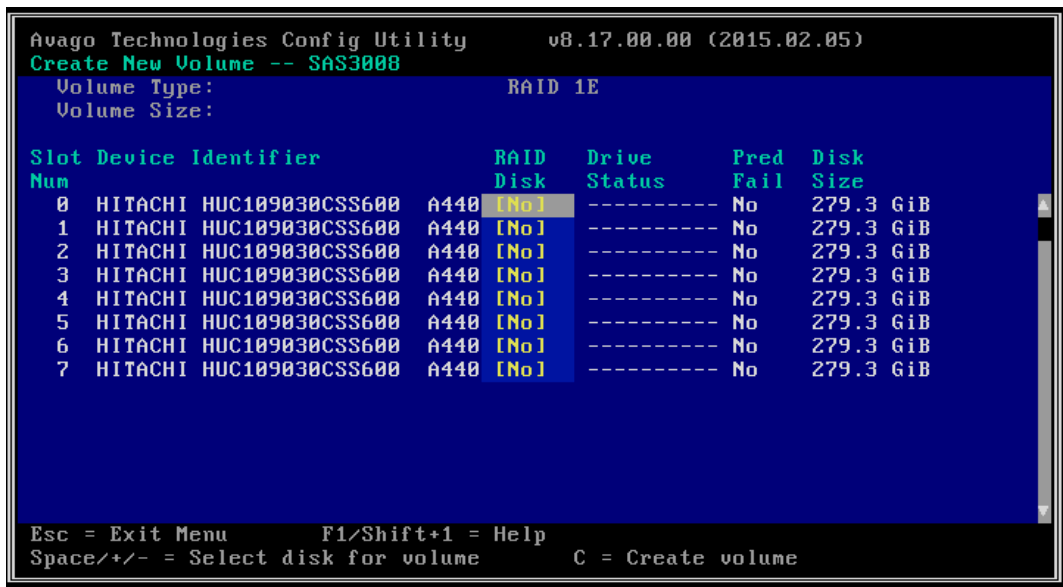 Avago Technologies Config Utility v8.17.00.00 (2015.02.05)
Create New Volume -- SAS3008
Volume Type: RAID 1E
Volume Size:
Slot Device Identifier RAID Drive Pred Disk
Num Disk Status Fail Size
0 HITACHI HUC109030CSS600 A440 [No] ---------- No 279.3 GiB
1 HITACHI HUC109030CSS600 A440 [No] ---------- No 279.3 GiB
2 HITACHI HUC109030CSS600 A440 [No] ---------- No 279.3 GiB
3 HITACHI HUC109030CSS600 A440 [No] ---------- No 279.3 GiB
4 HITACHI HUC109030CSS600 A440 [No] ---------- No 279.3 GiB
5 HITACHI HUC109030CSS600 A440 [No] ---------- No 279.3 GiB
6 HITACHI HUC109030CSS600 A440 [No] ---------- No 279.3 GiB
7 HITACHI HUC109030CSS600 A440 [No] ---------- No 279.3 GiB
Esc = Exit Menu F1/Shift+1 = Help
Space/+/- = Select disk for volume C = Create volume